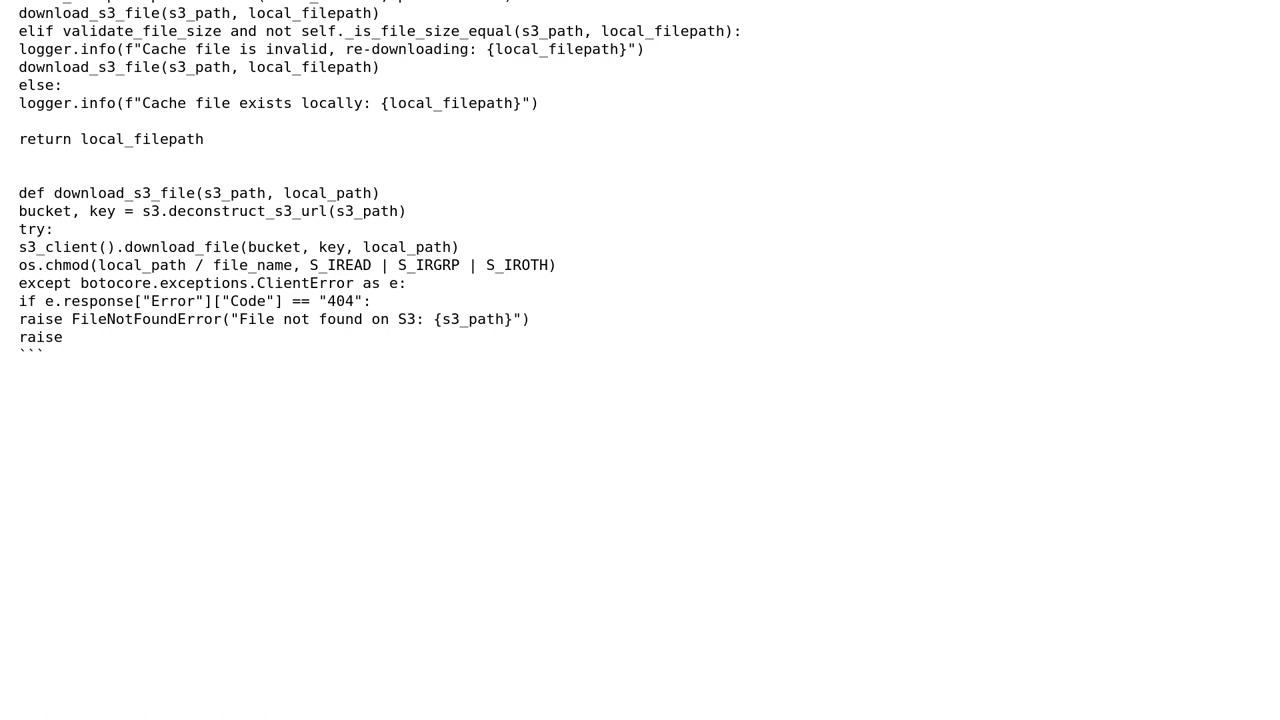 download_s3_file(s3_path, local_filepath)
elif validate_file_size and not self._is_file_size_equal(s3_path, local_filepath):
logger.info(f"Cache file is invalid, re-downloading: {local_filepath}")
download_s3_file(s3_path, local_filepath)
else:
logger.info(f"Cache file exists locally: {local_filepath}")
return local_filepath
def download_s3_file(s3_path, local_path)
bucket, key = s3.deconstruct_s3_url(s3_path)
try:
s3_client().download_file(bucket, key, local_path)
os.chmod(local_path / file_name, S_IREAD | S_IRGRP | S_IROTH)
except botocore.exceptions.ClientError as e:
if e.response["Error"]["Code"] == "404":
raise FileNotFoundError("File not found on S3: {s3_path}")
raise
```